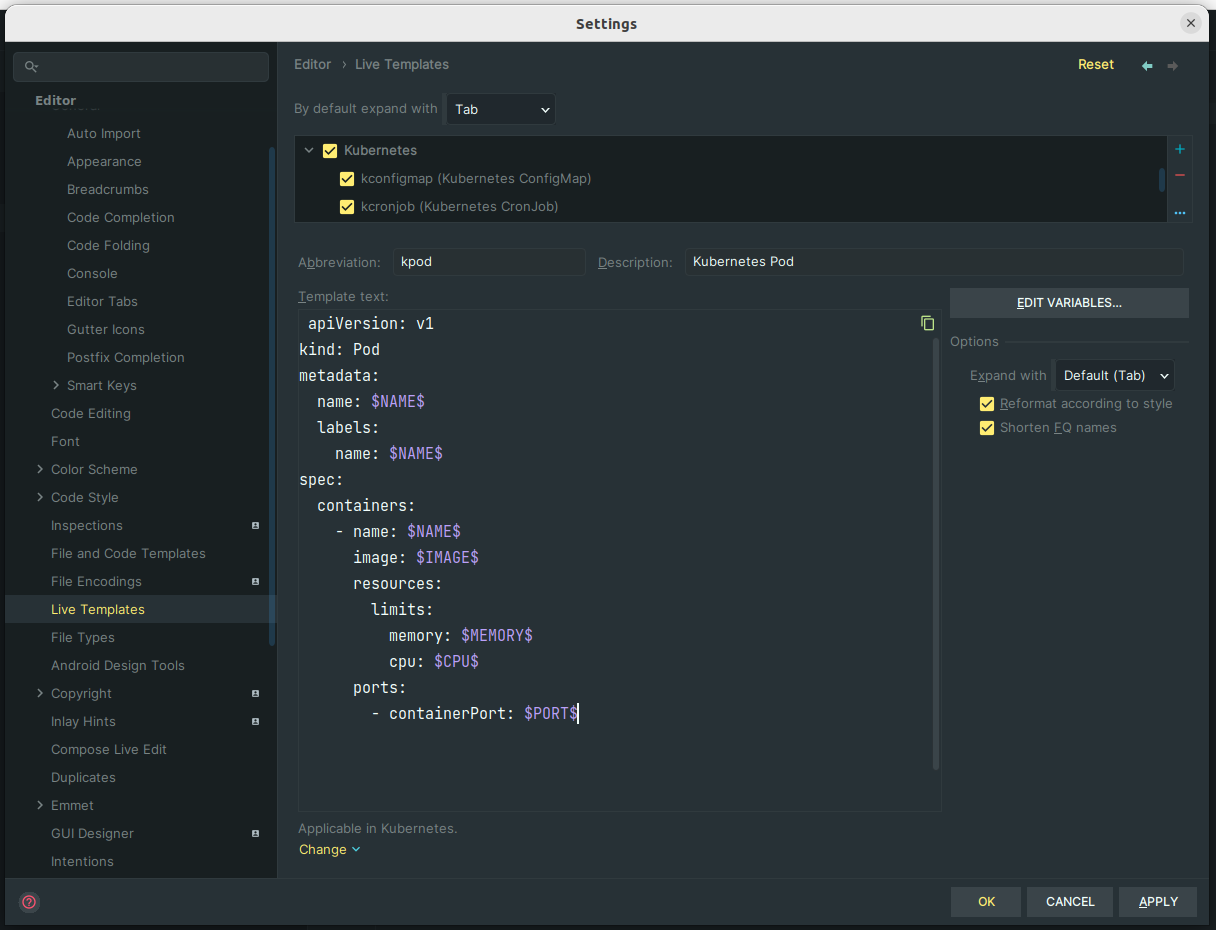 Settings
Editor
General
Auto Import
Appearance
Breadcrumbs
Code Completion
Code Folding
Console
Editor Tabs
Gutter Icons
Postfix Completion
Smart Keys
Code Editing
Font
Color Scheme
Code Style
Inspections
File and Code Templates
File Encodings
Live Templates
File Types
Android Design Tools
Copyright
Inlay Hints
Compose Live Edit
Duplicates
Emmet
GUI Designer
Intentions
Editor › Live Templates
Reset
By default expand with Tab
Kubernetes
kconfigmap (Kubernetes ConfigMap)
kcronjob (Kubernetes CronJob)
Abbreviation: kpod Description: Kubernetes Pod
Template text:
apiVersion: v1
kind: Pod
metadata:
  name: $NAME$
  labels:
    name: $NAME$
spec:
  containers:
    - name: $NAME$
      image: $IMAGE$
      resources:
        limits:
          memory: $MEMORY$
          cpu: $CPU$
      ports:
        - containerPort: $PORT$
EDIT VARIABLES...
Options
Expand with Default (Tab)
Reformat according to style
Shorten FQ names
Applicable in Kubernetes.
Change
OK CANCEL APPLY